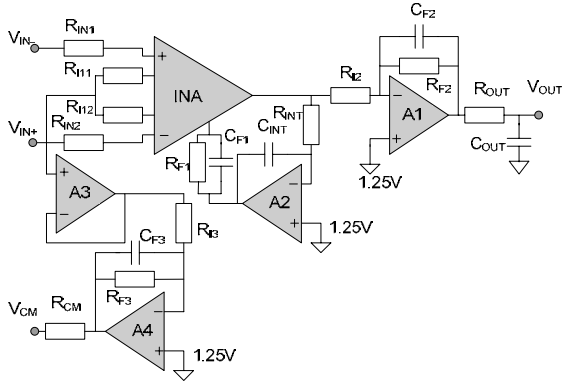 VIN–
RIN1
+
RI11
INA
RI12
VIN+
RIN2
–
CF2
RI2
RF2
–
A1
+
1.25V
ROUT
VOUT
COUT
RINT
CINT
CF1
RF1
–
A2
+
1.25V
+
A3
–
RI3
CF3
RF3
–
A4
+
1.25V
VCM
RCM